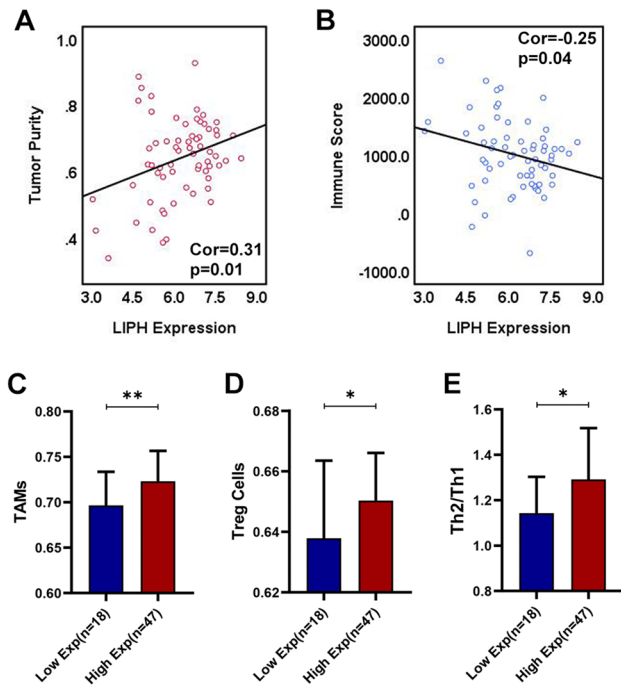 A
Tumor Purity
1.0
.8
.6
.4
Cor=0.31
p=0.01
3.0 4.5 6.0 7.5 9.0
LIPH Expression
B
Immune Score
3000.0
2000.0
1000.0
.0
-1000.0
Cor=-0.25
p=0.04
3.0 4.5 6.0 7.5 9.0
LIPH Expression
C
TAMs
**
0.80
0.75
0.70
0.65
0.60
Low Exp(n=18)
High Exp(n=47)
D
Treg Cells
*
0.68
0.66
0.64
0.62
Low Exp(n=18)
High Exp(n=47)
E
Th2/Th1
*
1.6
1.4
1.2
1.0
0.8
Low Exp(n=18)
High Exp(n=47)